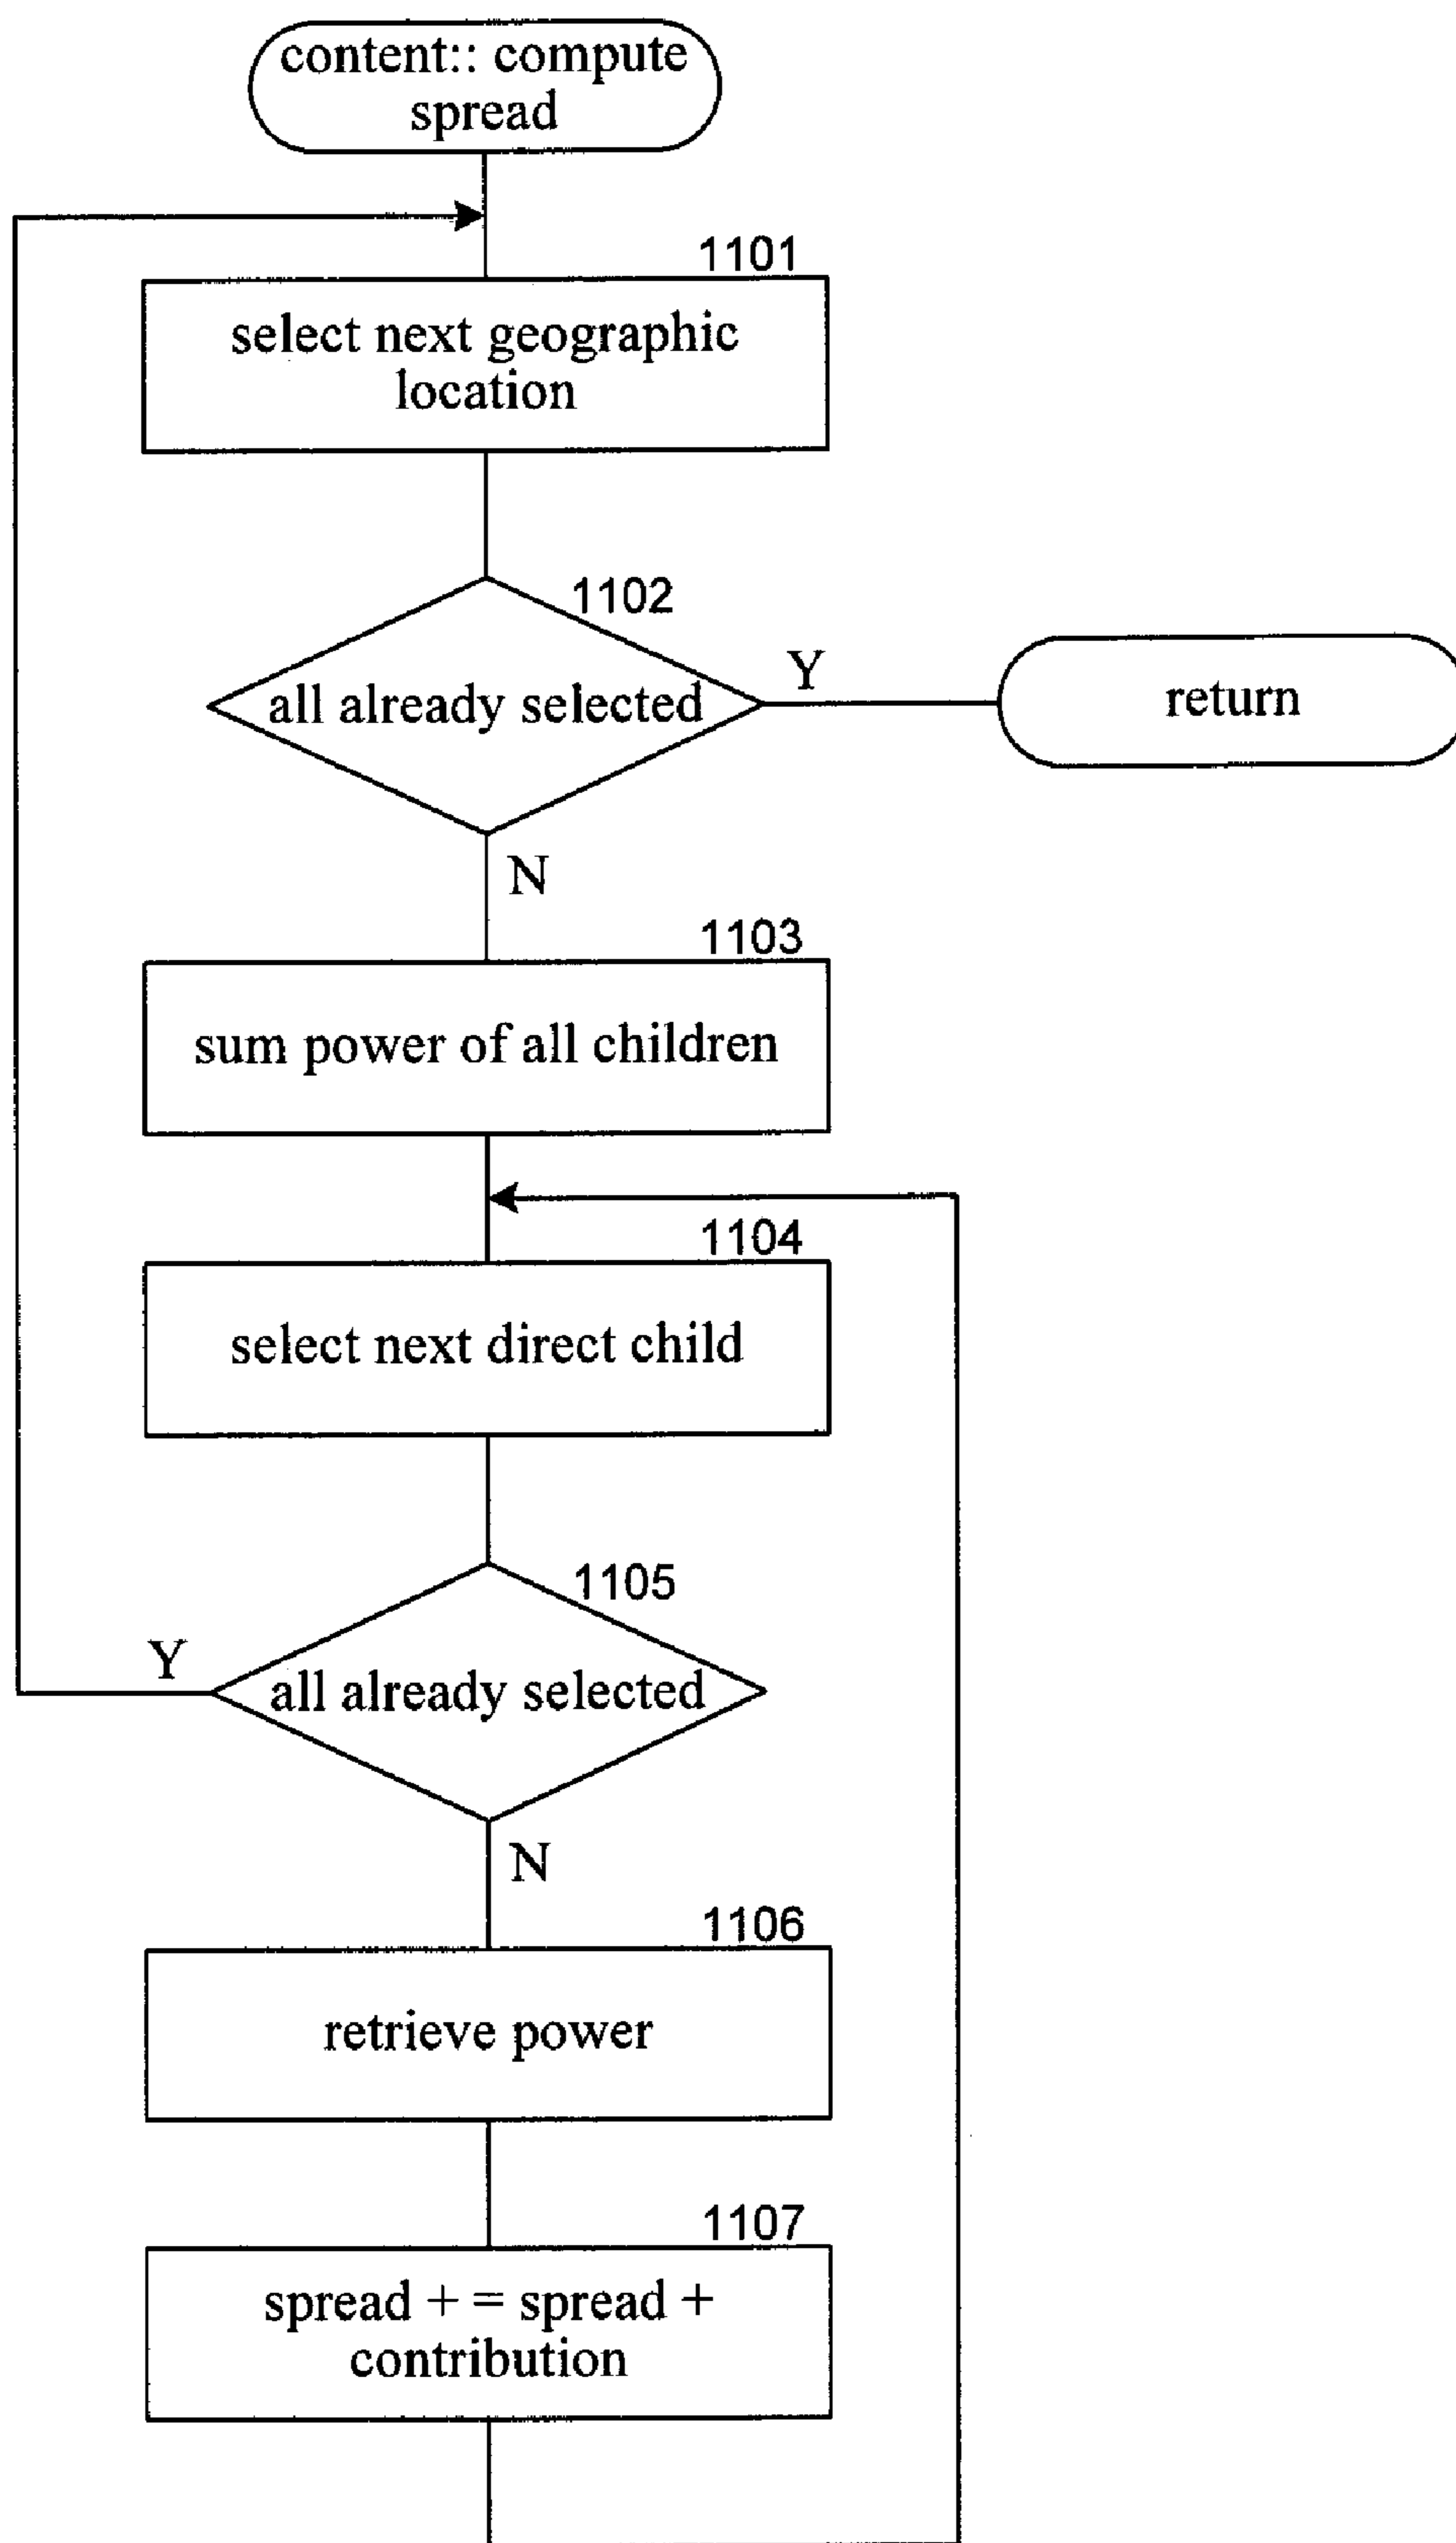 content:: compute
spread
1101
select next geographic
location
1102
all already selected
Y
return
N
1103
sum power of all children
1104
select next direct child
1105
Y
all already selected
N
1106
retrieve power
1107
spread + = spread +
contribution